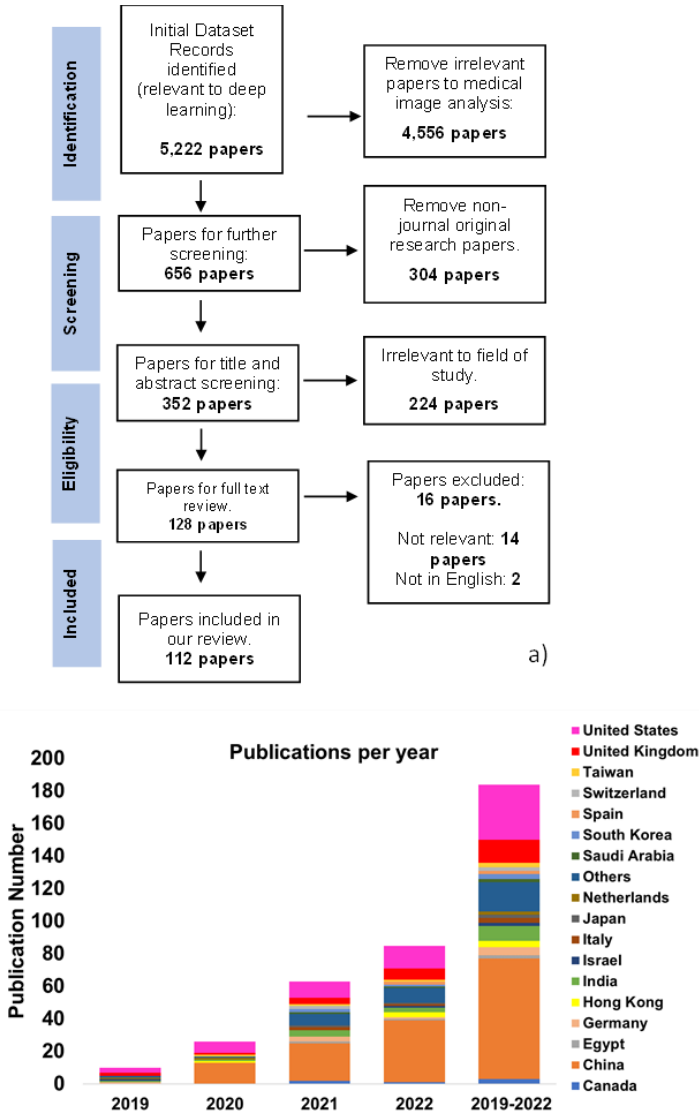 Identification
Initial Dataset
Records
identified
(relevant to deep
learning):
5,222 papers
Remove irrelevant
papers to medical
image analysis:
4,556 papers
Screening
Papers for further
screening:
656 papers
Remove non-
journal original
research papers.
304 papers
Papers for title and
abstract screening:
352 papers
Irrelevant to field of
study.
224 papers
Eligibility
Papers for full text
review.
128 papers
Papers excluded:
16 papers.
Not relevant: 14
papers
Not in English: 2
Included
Papers included in
our review.
112 papers
a)
Publications per year
Publication Number
200
180
160
140
120
100
80
60
40
20
0
2019
2020
2021
2022
2019-2022
United States
United Kingdom
Taiwan
Switzerland
Spain
South Korea
Saudi Arabia
Others
Netherlands
Japan
Italy
Israel
India
Hong Kong
Germany
Egypt
China
Canada